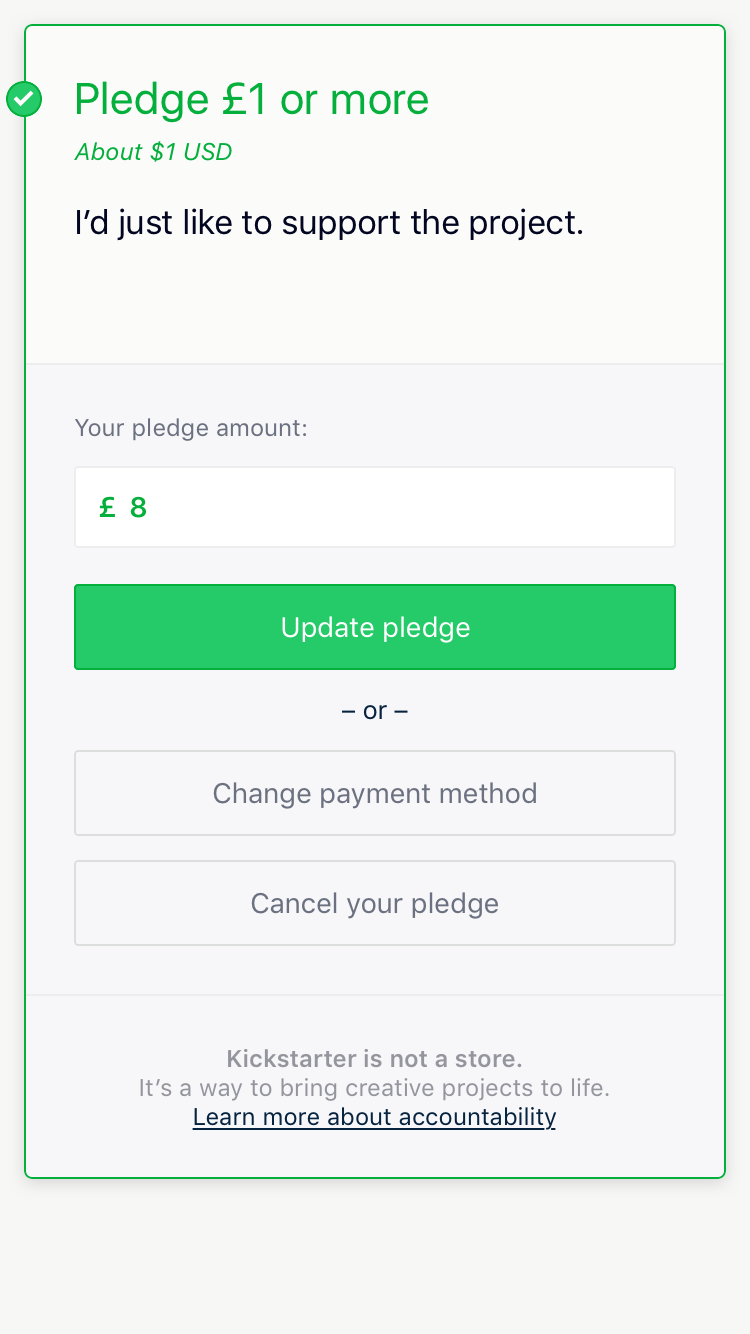 Pledge £1 or more
About $1 USD
I’d just like to support the project.
Your pledge amount:
£ 8
Update pledge
– or –
Change payment method
Cancel your pledge
Kickstarter is not a store.
It’s a way to bring creative projects to life.
Learn more about accountability